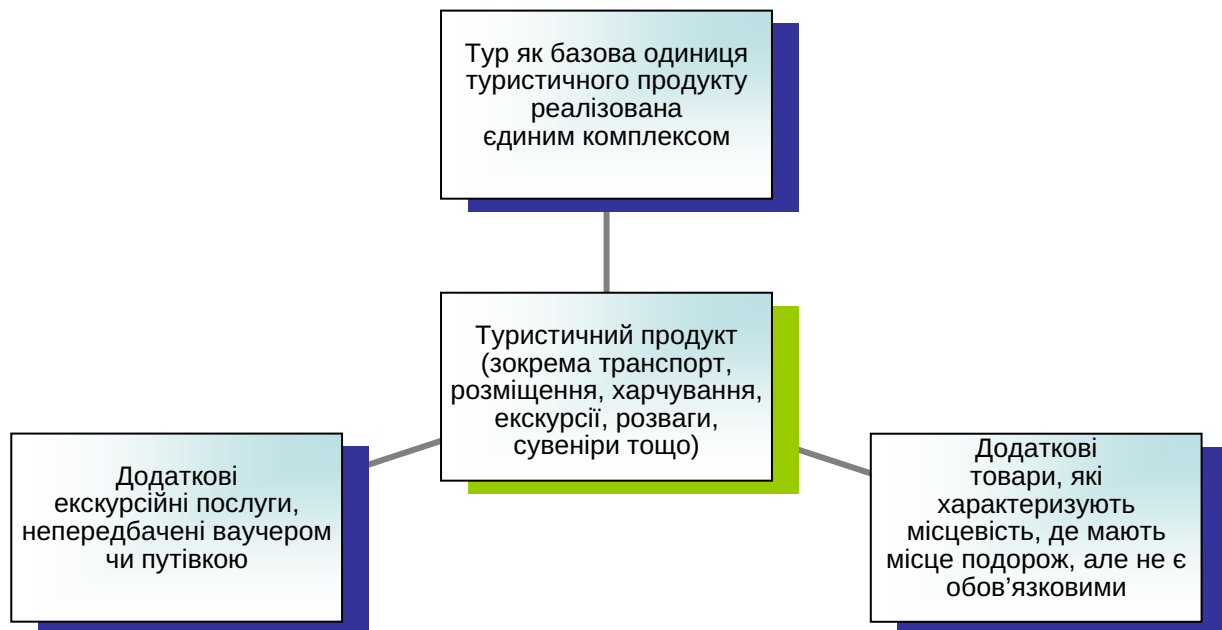 Тур як базова одиниця
туристичного продукту
реалізована
єдиним комплексом
Туристичний продукт
(зокрема транспорт,
розміщення, харчування,
екскурсії, розваги,
сувеніри тощо)
Додаткові
екскурсійні послуги,
непередбачені ваучером
чи путівкою
Додаткові
товари, які
характеризують
місцевість, де мають
місце подорож, але не є
обов’язковими